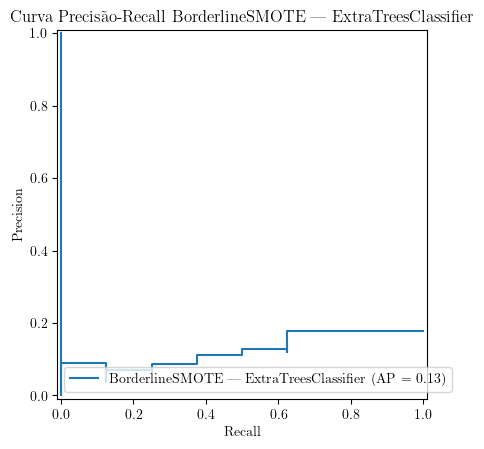 Curva Precisão-Recall BorderlineSMOTE — ExtraTreesClassifier
1.0
0.8
0.6
0.4
0.2
0.0
Precision
BorderlineSMOTE — ExtraTreesClassifier (AP = 0.13)
0.0 0.2 0.4 0.6 0.8 1.0
Recall